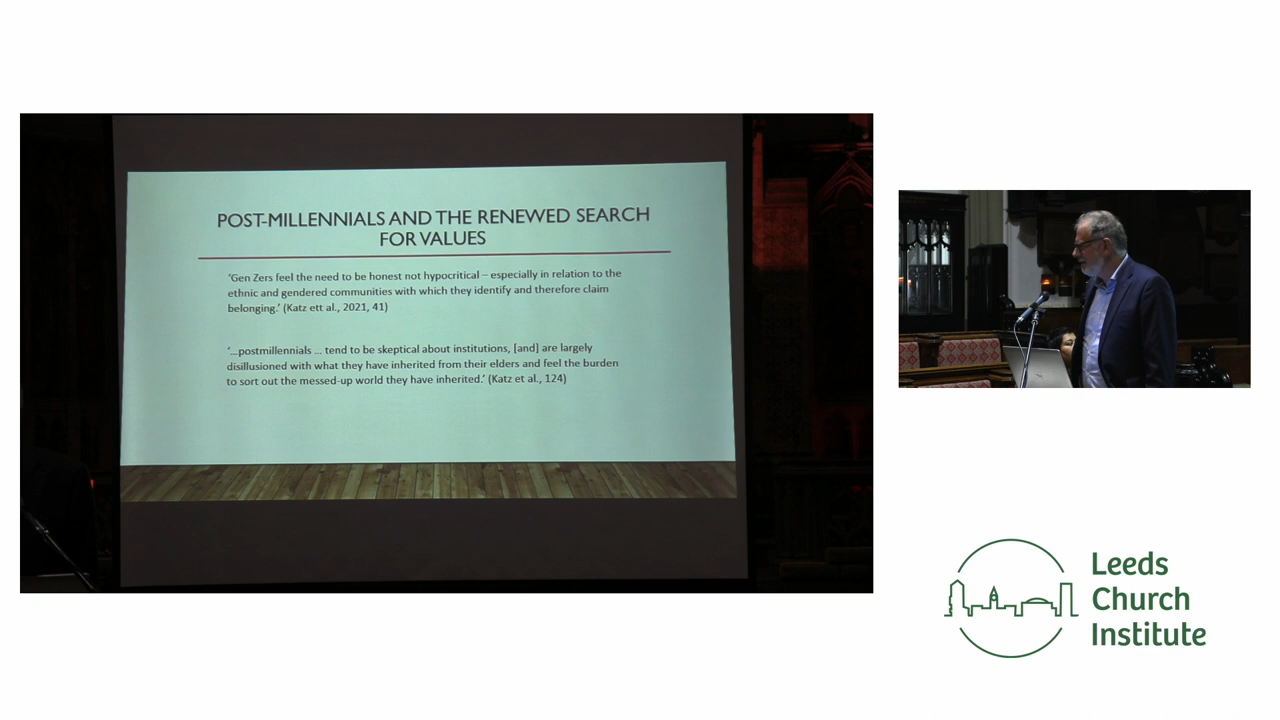 POST-MILLENNIALS AND THE RENEWED SEARCH
FOR VALUES
‘Gen Zers feel the need to be honest not hypocritical – especially in relation to the
ethnic and gendered communities with which they identify and therefore claim
belonging.’ (Katz ett al., 2021, 41)
‘...postmillennials ... tend to be skeptical about institutions, [and] are largely
disillusioned with what they have inherited from their elders and feel the burden
to sort out the messed-up world they have inherited.’ (Katz et al., 124)
Leeds
Church
Institute